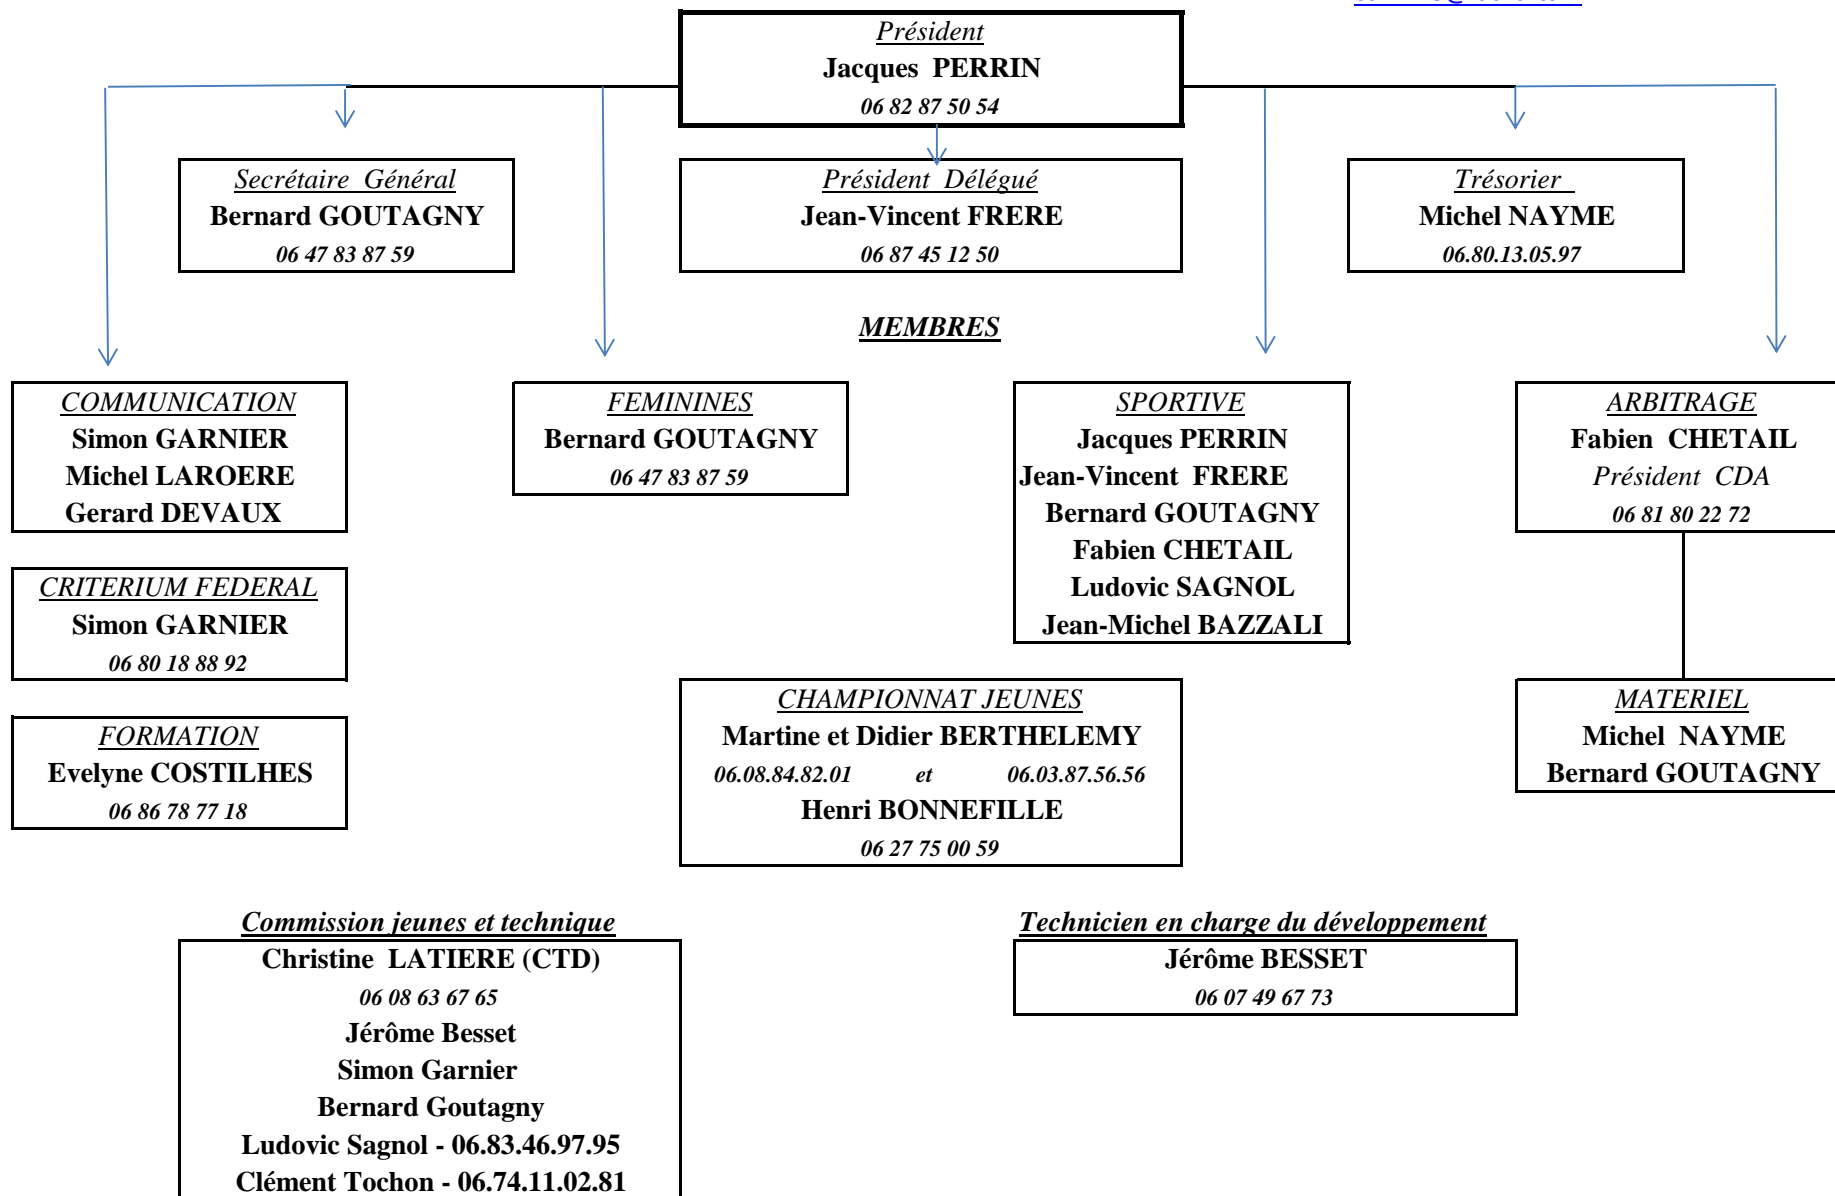 Président
Jacques PERRIN
06 82 87 50 54
Secrétaire Général
Bernard GOUTAGNY
06 47 83 87 59
Président Délégué
Jean-Vincent FRERE
06 87 45 12 50
Trésorier
Michel NAYME
06.80.13.05.97
MEMBRES
COMMUNICATION
Simon GARNIER
Michel LAROERE
Gerard DEVAUX
FEMININES
Bernard GOUTAGNY
06 47 83 87 59
SPORTIVE
Jacques PERRIN
Jean-Vincent FRERE
Bernard GOUTAGNY
Fabien CHETAIL
Ludovic SAGNOL
Jean-Michel BAZZALI
ARBITRAGE
Fabien CHETAIL
Président CDA
06 81 80 22 72
CRITERIUM FEDERAL
Simon GARNIER
06 80 18 88 92
FORMATION
Evelyne COSTILHES
06 86 78 77 18
CHAMPIONNAT JEUNES
Martine et Didier BERTHELEMY
06.08.84.82.01 et 06.03.87.56.56
Henri BONNEFILLE
06 27 75 00 59
MATERIEL
Michel NAYME
Bernard GOUTAGNY
Commission jeunes et technique
Christine LATIERE (CTD)
06 08 63 67 65
Jérôme Besset
Simon Garnier
Bernard Goutagny
Ludovic Sagnol - 06.83.46.97.95
Clément Tochon - 06.74.11.02.81
Technicien en charge du développement
Jérôme BESSET
06 07 49 67 73